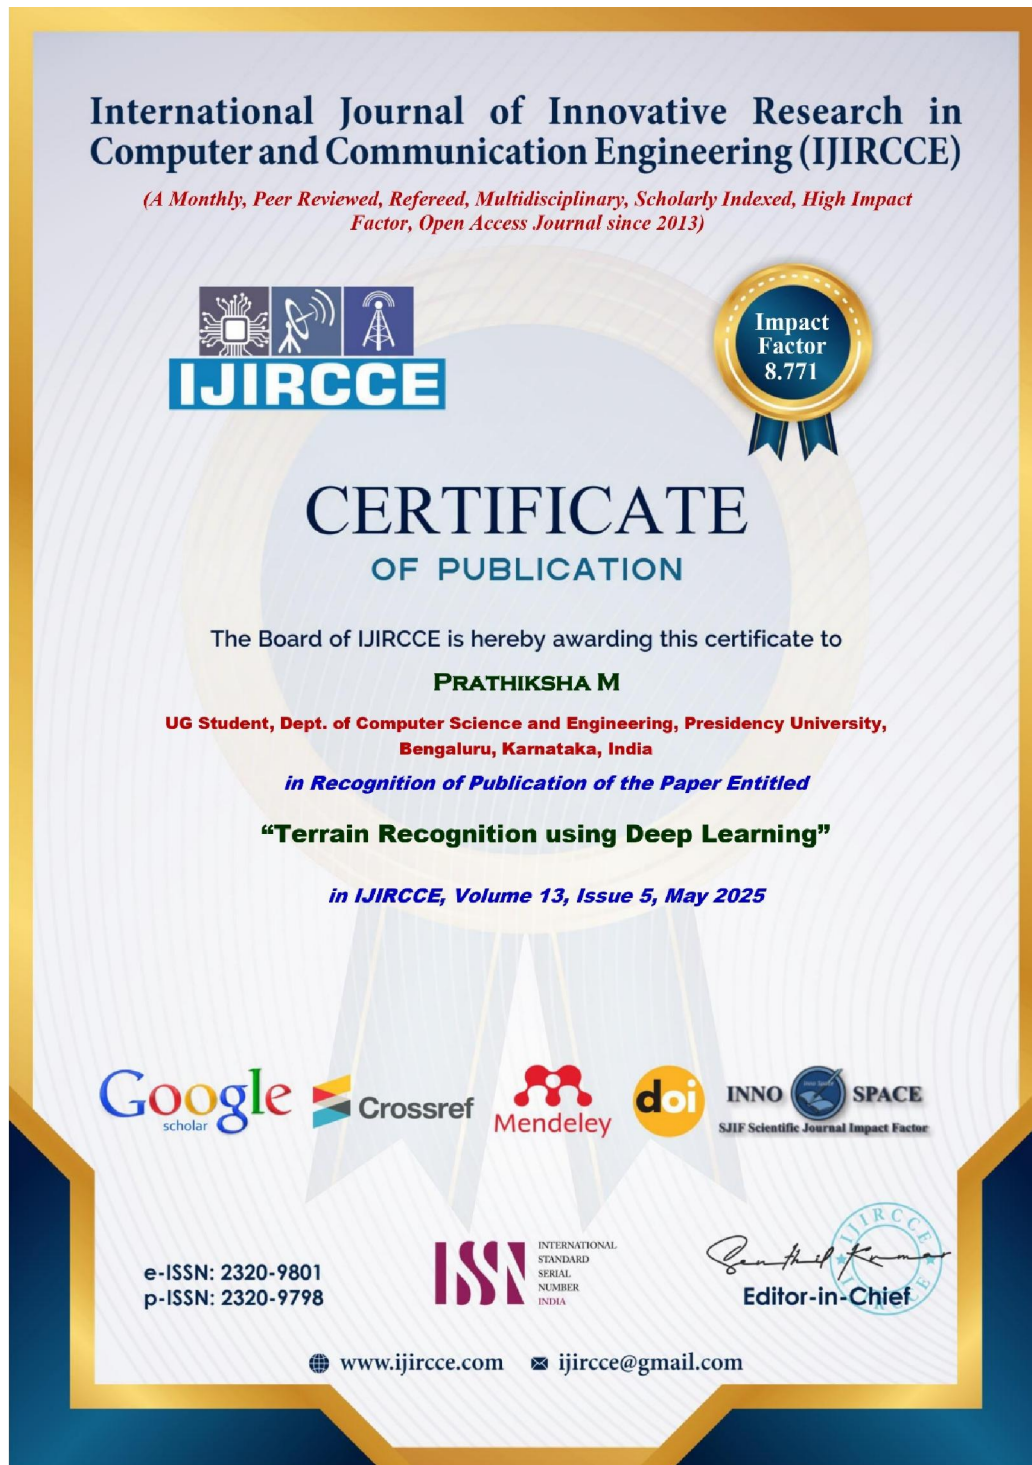 International Journal of Innovative Research in
Computer and Communication Engineering (IJIRCCE)
(A Monthly, Peer Reviewed, Refereed, Multidisciplinary, Scholarly Indexed, High Impact
Factor, Open Access Journal since 2013)
IJIRCCE
Impact
Factor
8.771
CERTIFICATE
OF PUBLICATION
The Board of IJIRCCE is hereby awarding this certificate to
PRATHIKSHA M
UG Student, Dept. of Computer Science and Engineering, Presidency University,
Bengaluru, Karnataka, India
in Recognition of Publication of the Paper Entitled
“Terrain Recognition using Deep Learning”
in IJIRCCE, Volume 13, Issue 5, May 2025
Google
scholar
Crossref
Mendeley
doi
INNO SPACE
SJIF Scientific Journal Impact Factor
e-ISSN: 2320-9801
p-ISSN: 2320-9798
ISSN
INTERNATIONAL
STANDARD
SERIAL
NUMBER
INDIA
Senthil Kumar
IJIRCCE
IJIRCCE
Editor-in-Chief
www.ijircce.com ijircce@gmail.com